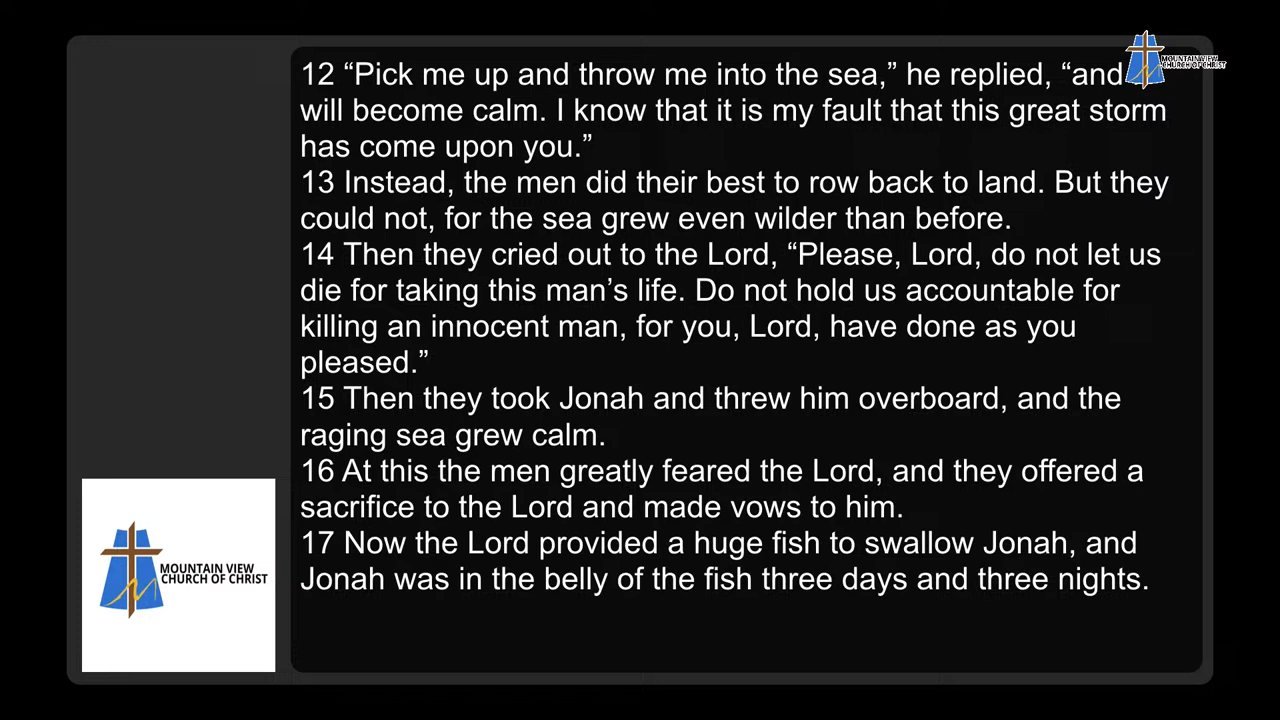 12 “Pick me up and throw me into the sea,” he replied, “and
will become calm. I know that it is my fault that this great storm
has come upon you.”
13 Instead, the men did their best to row back to land. But they
could not, for the sea grew even wilder than before.
14 Then they cried out to the Lord, “Please, Lord, do not let us
die for taking this man’s life. Do not hold us accountable for
killing an innocent man, for you, Lord, have done as you
pleased.”
15 Then they took Jonah and threw him overboard, and the
raging sea grew calm.
16 At this the men greatly feared the Lord, and they offered a
sacrifice to the Lord and made vows to him.
17 Now the Lord provided a huge fish to swallow Jonah, and
Jonah was in the belly of the fish three days and three nights.
MOUNTAIN VIEW
CHURCH OF CHRIST
MOUNTAIN VIEW
CHURCH OF CHRIST